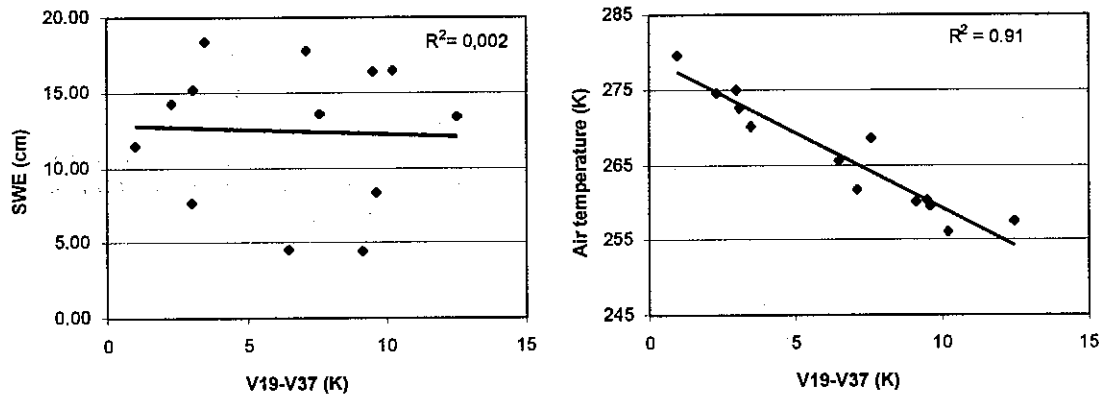 20.00
15.00
10.00
5.00
0.00
SWE (cm)
R²= 0,002
0 5 10 15
V19-V37 (K)
285
275
265
255
245
Air temperature (K)
R² = 0.91
0 5 10 15
V19-V37 (K)